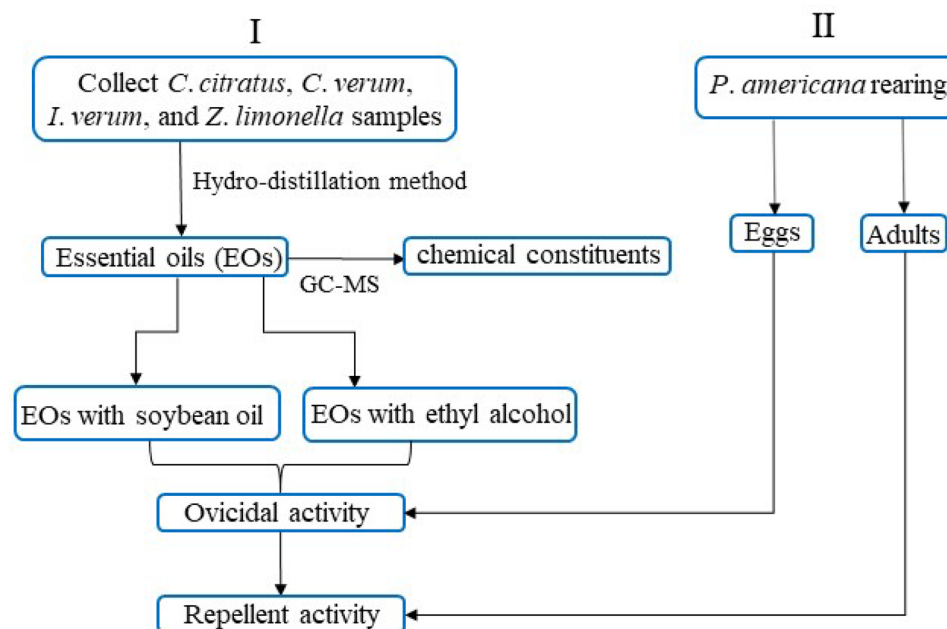 I
II
Collect C. citratus, C. verum,
I. verum, and Z. limonella samples
P. americana rearing
Hydro-distillation method
Essential oils (EOs)
chemical constituents
GC-MS
Eggs
Adults
EOs with soybean oil
EOs with ethyl alcohol
Ovicidal activity
Repellent activity